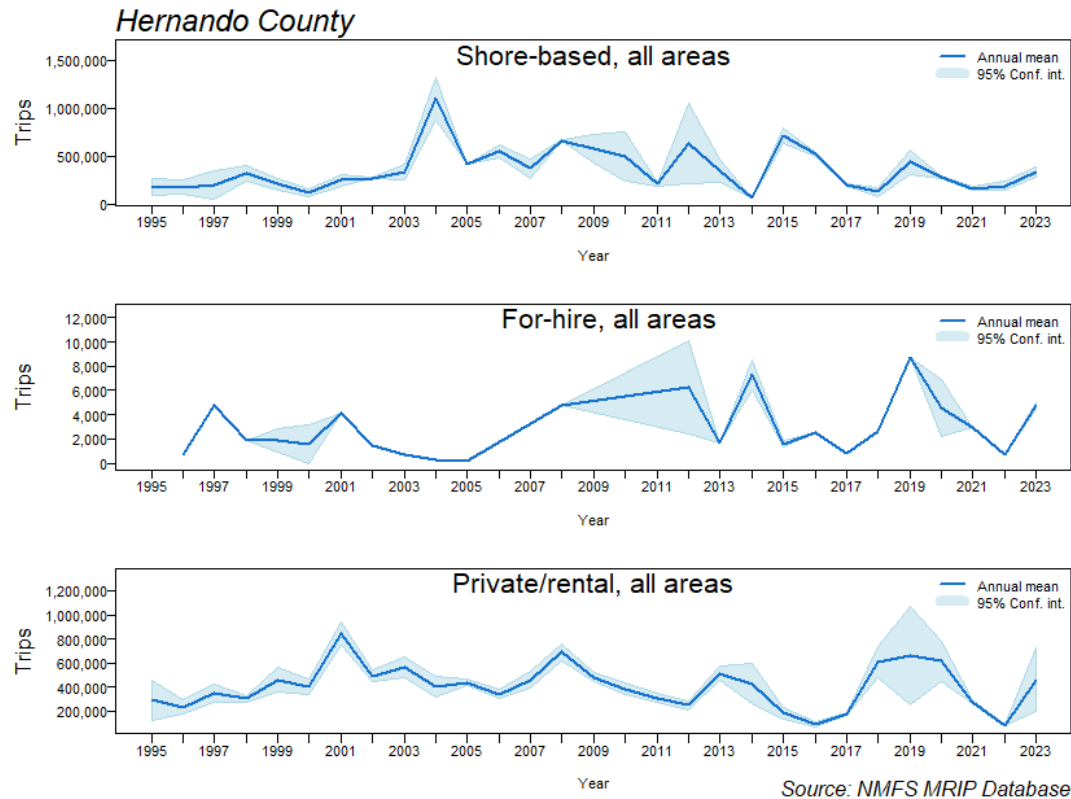 Hernando County
Shore-based, all areas
Annual mean
95% Conf. int.
Trips
1,500,000
1,000,000
500,000
0
1995 1997 1999 2001 2003 2005 2007 2009 2011 2013 2015 2017 2019 2021 2023
Year
For-hire, all areas
Annual mean
95% Conf. int.
Trips
12,000
10,000
8,000
6,000
4,000
2,000
0
1995 1997 1999 2001 2003 2005 2007 2009 2011 2013 2015 2017 2019 2021 2023
Year
Private/rental, all areas
Annual mean
95% Conf. int.
Trips
1,200,000
1,000,000
800,000
600,000
400,000
200,000
1995 1997 1999 2001 2003 2005 2007 2009 2011 2013 2015 2017 2019 2021 2023
Year
Source: NMFS MRIP Database